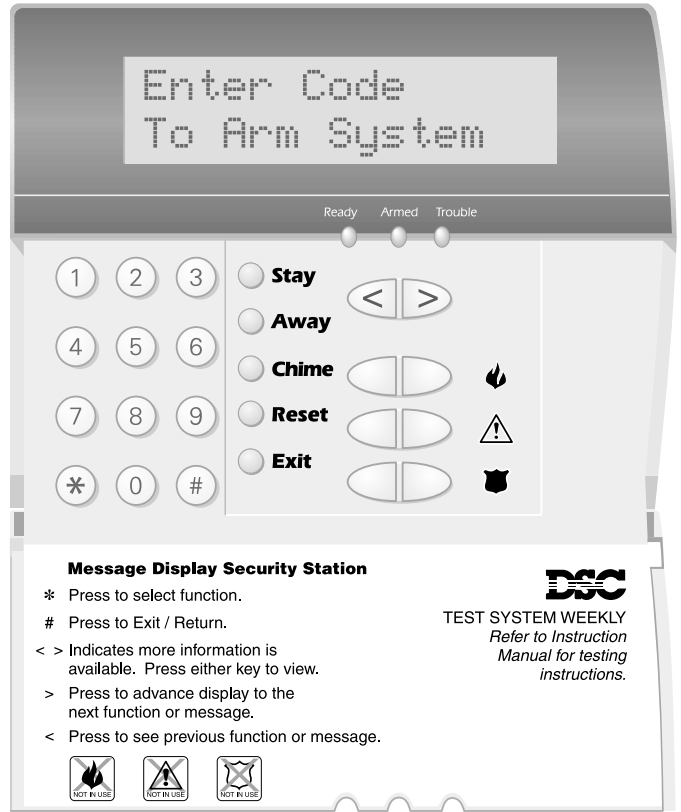 Enter Code
To Arm System
Ready Armed Trouble
1 2 3
4 5 6
7 8 9
* 0 #
Stay
Away
Chime
Reset
Exit
< >
Message Display Security Station
* Press to select function.
# Press to Exit / Return.
< > Indicates more information is
available. Press either key to view.
> Press to advance display to the
next function or message.
< Press to see previous function or message.
NOT IN USE NOT IN USE NOT IN USE
DSC
TEST SYSTEM WEEKLY
Refer to Instruction
Manual for testing
instructions.